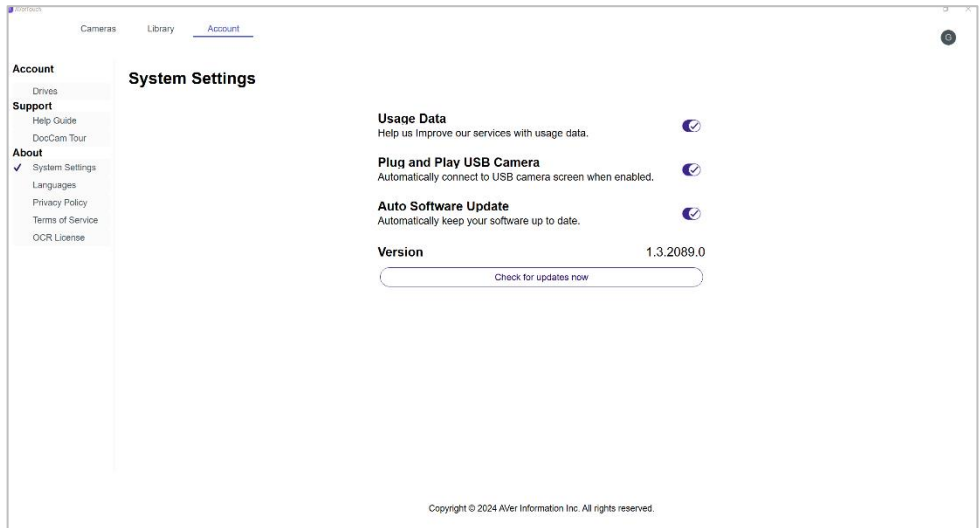 AVerTouch
Cameras Library Account
G
Account
Drives
Support
Help Guide
DocCam Tour
About
System Settings
Languages
Privacy Policy
Terms of Service
OCR License
System Settings
Usage Data
Help us Improve our services with usage data.
Plug and Play USB Camera
Automatically connect to USB camera screen when enabled.
Auto Software Update
Automatically keep your software up to date.
Version 1.3.2089.0
Check for updates now
Copyright © 2024 AVer Information Inc. All rights reserved.